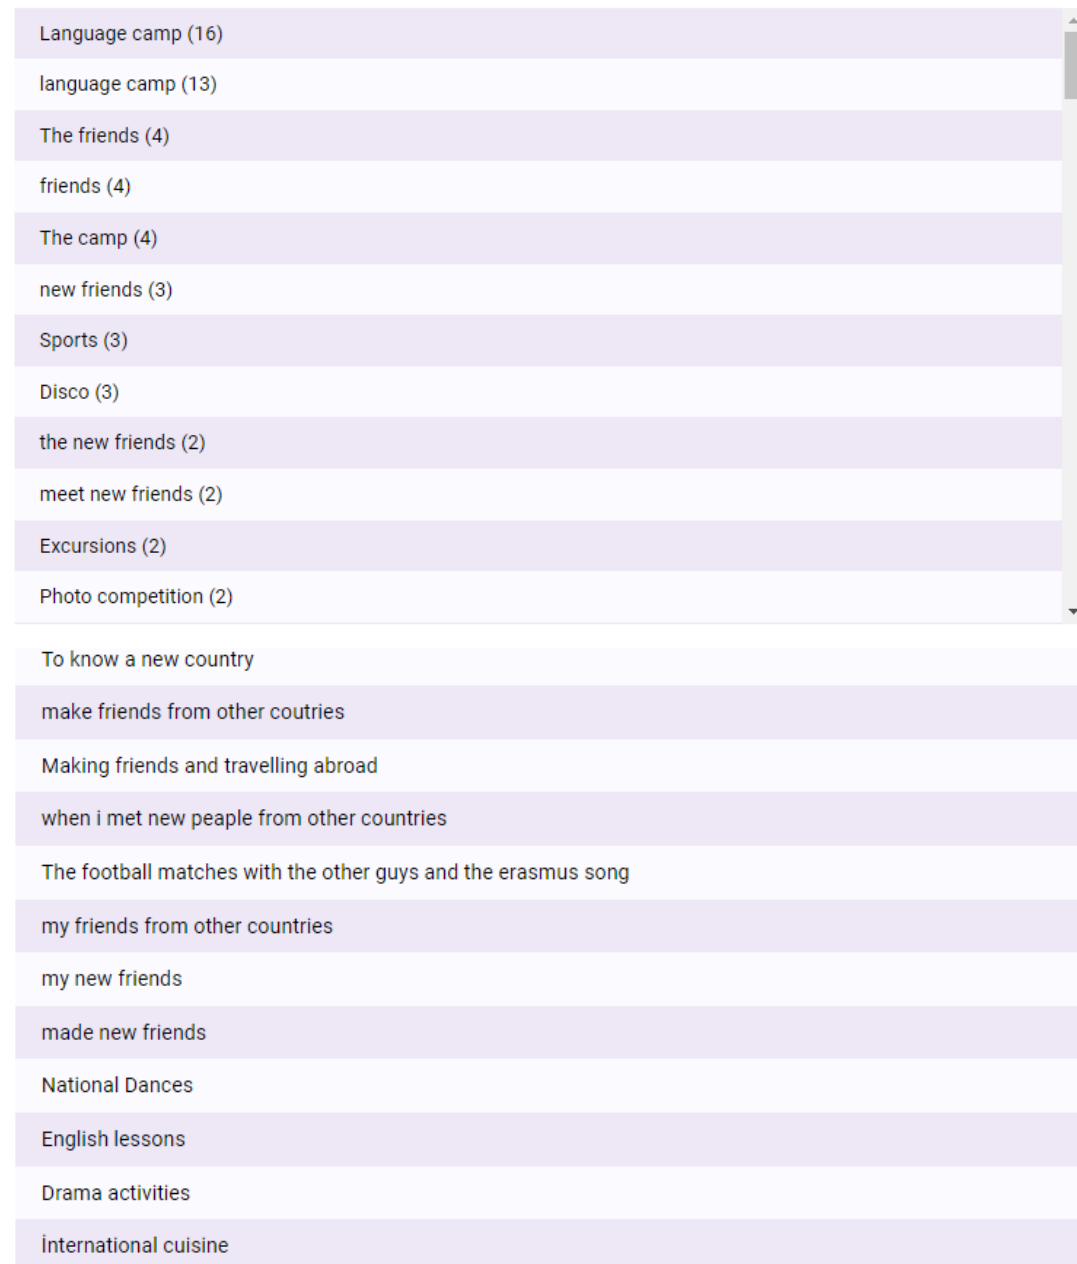 Language camp (16)
language camp (13)
The friends (4)
friends (4)
The camp (4)
new friends (3)
Sports (3)
Disco (3)
the new friends (2)
meet new friends (2)
Excursions (2)
Photo competition (2)
To know a new country
make friends from other coutries
Making friends and travelling abroad
when i met new peaple from other countries
The football matches with the other guys and the erasmus song
my friends from other countries
my new friends
made new friends
National Dances
English lessons
Drama activities
İnternational cuisine